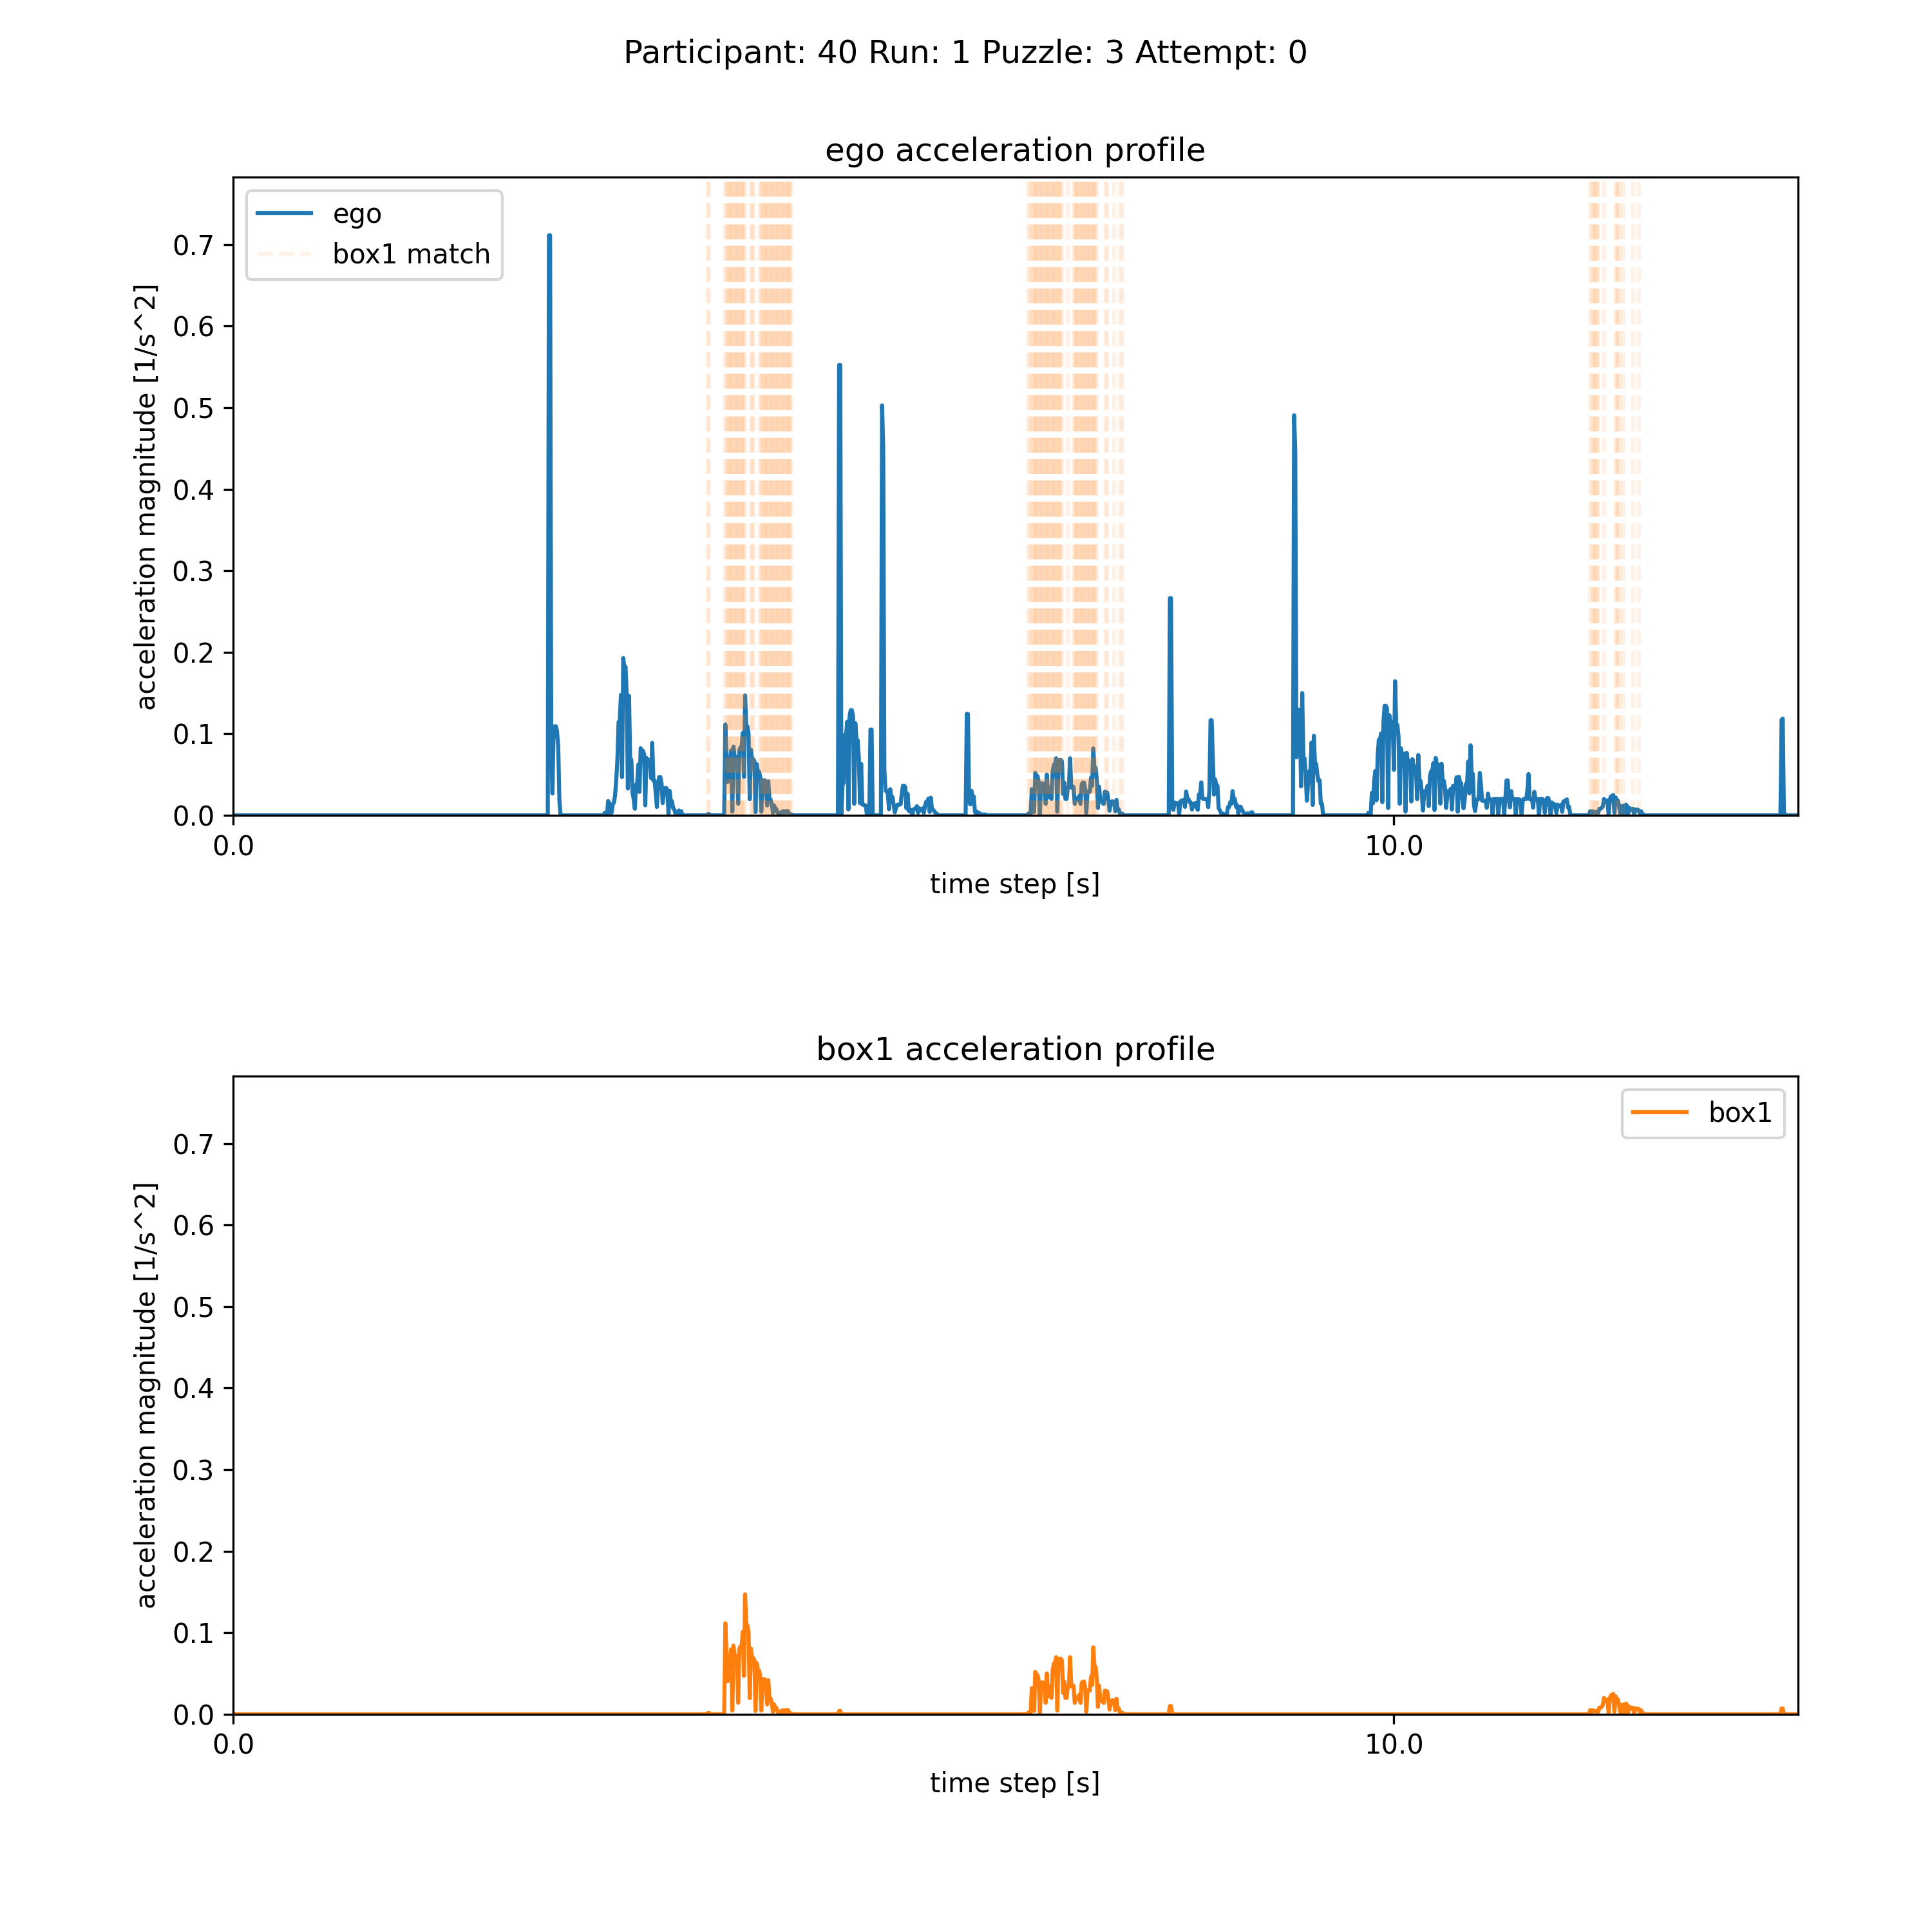 Participant: 40 Run: 1 Puzzle: 3 Attempt: 0
ego acceleration profile
ego
box1 match
acceleration magnitude [1/s^2]
0.7
0.6
0.5
0.4
0.3
0.2
0.1
0.0
0.0
10.0
time step [s]
box1 acceleration profile
box1
acceleration magnitude [1/s^2]
0.7
0.6
0.5
0.4
0.3
0.2
0.1
0.0
0.0
10.0
time step [s]